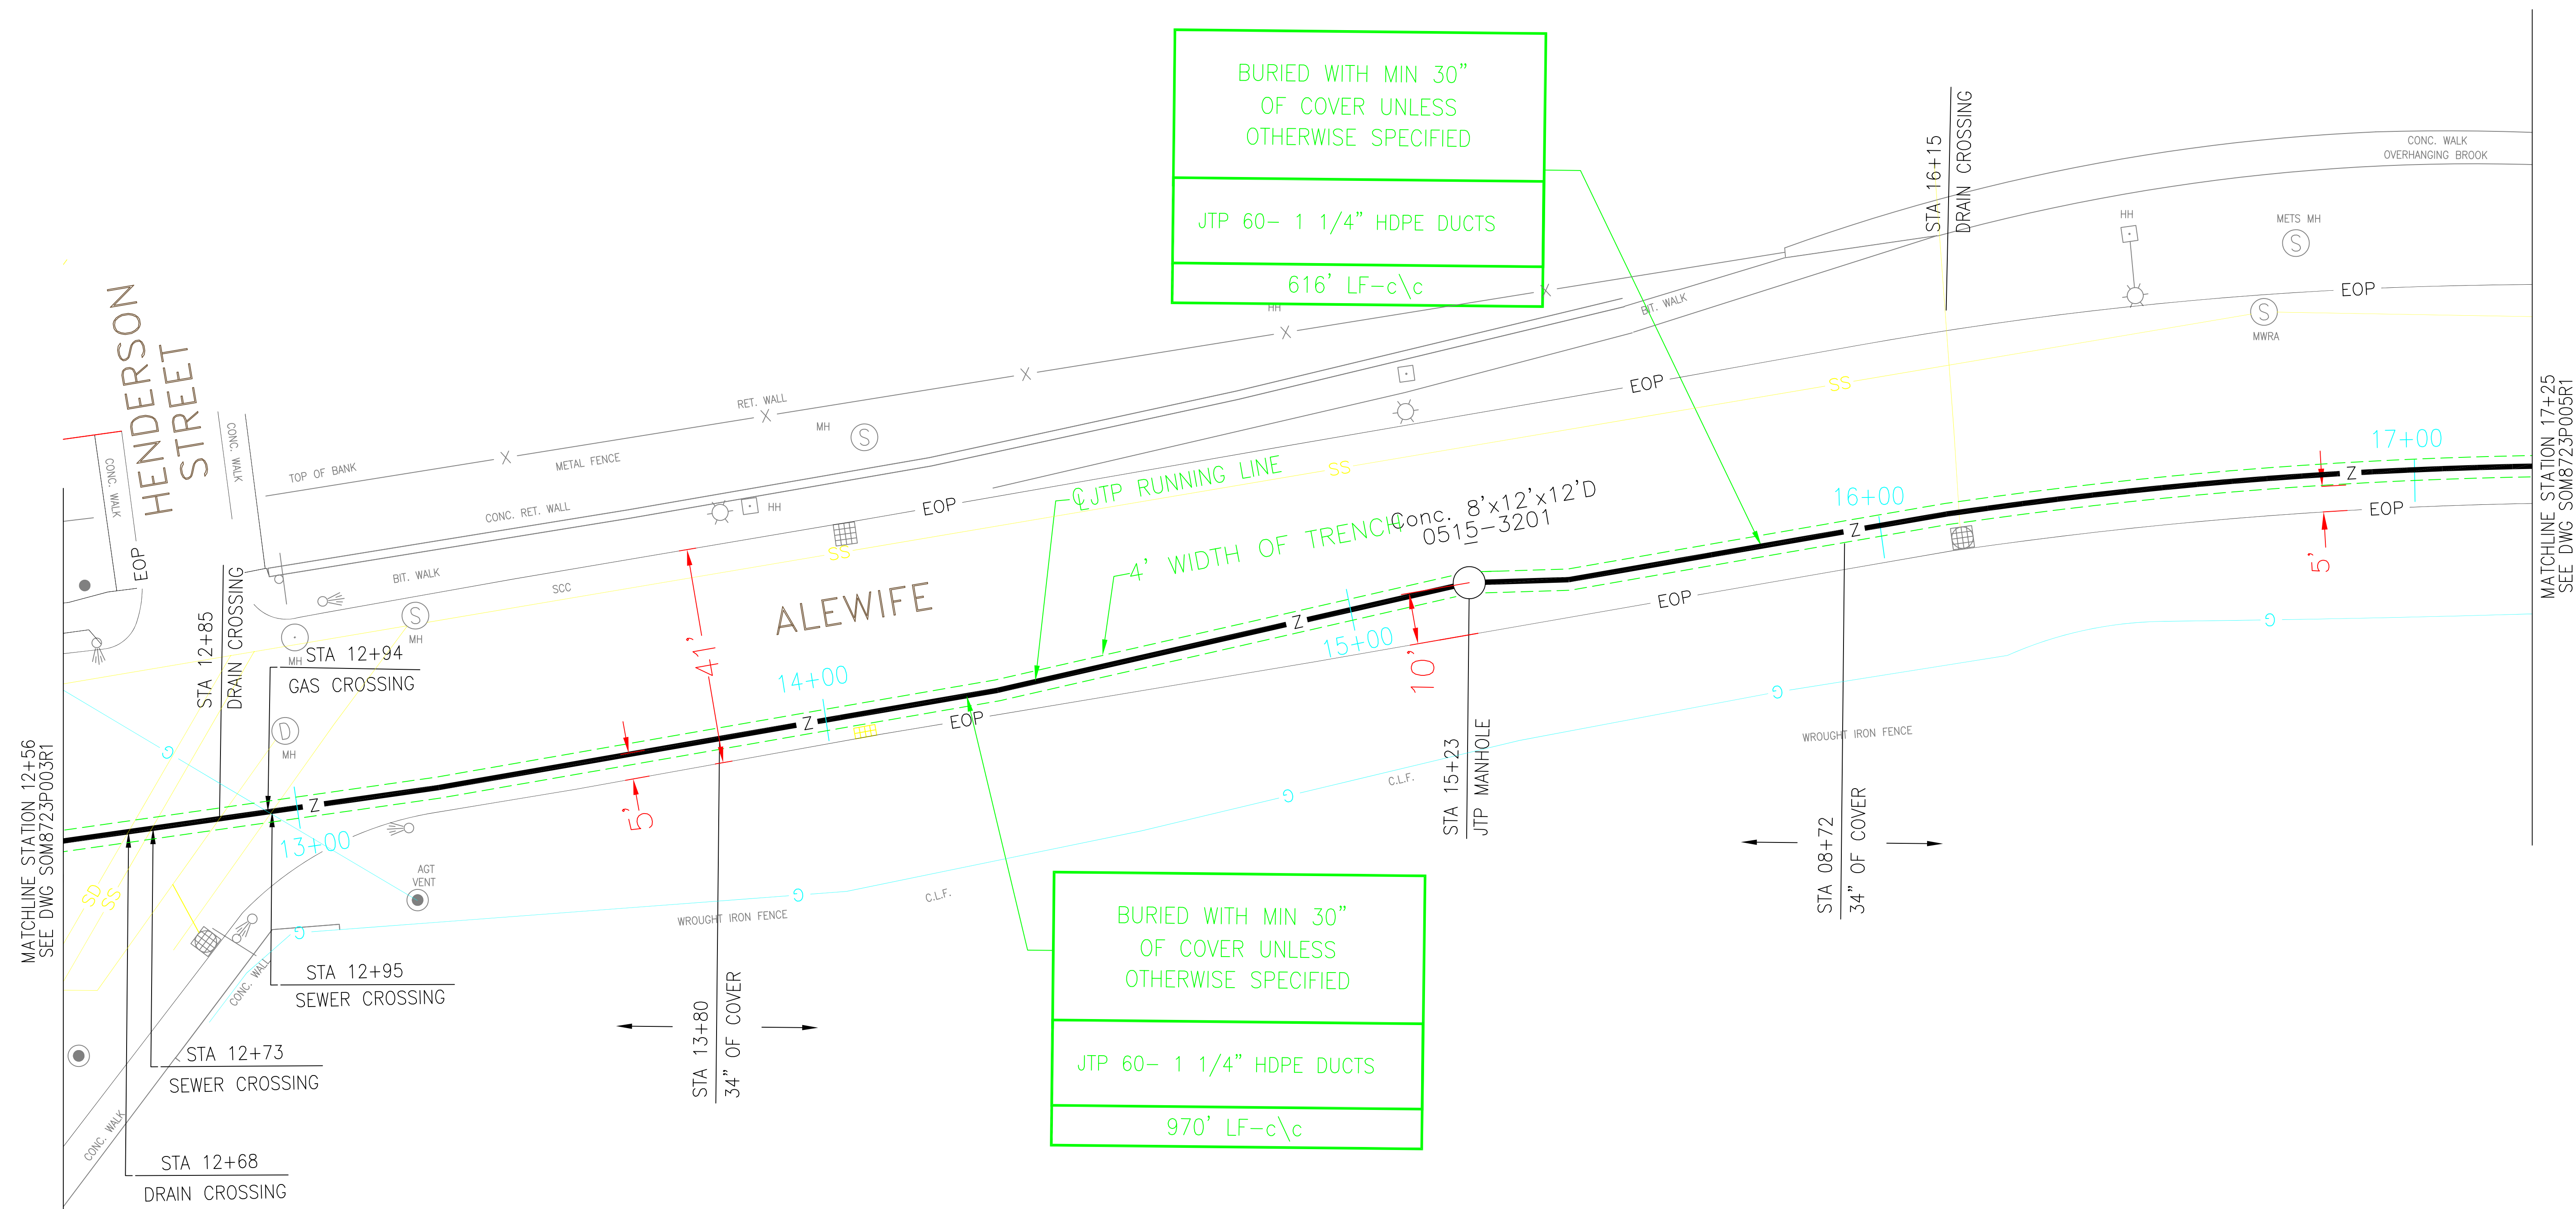 BURIED WITH MIN 30"
OF COVER UNLESS
OTHERWISE SPECIFIED
JTP 60- 1 1/4" HDPE DUCTS
616' LF-c\c
STA 16+15
DRAIN CROSSING
CONC. WALK
OVERHANGING BROOK
HH
METS MH
S
EOP
S
MWRA
HENDERSON
STREET
CONC. WALK
CONC. WALK
EOP
TOP OF BANK
X
METAL FENCE
RET. WALL
X
MH
S
X
HH
X
X
BIT. WALK
EOP
SS
CONC. RET. WALL
HH
EOP
SS
SS
BIT. WALK
SCC
S
MH
MH
℄ JTP RUNNING LINE
4' WIDTH OF TRENCH
Conc. 8'x12'x12'D
0515-3201
16+00
Z
17+00
Z
EOP
5'
MATCHLINE STATION 17+25
SEE DWG SOM8723P005R1
ALEWIFE
41'
14+00
Z
Z
15+00
10'
EOP
EOP
STA 12+85
DRAIN CROSSING
STA 12+94
GAS CROSSING
D
MH
G
Z
13+00
5'
MATCHLINE STATION 12+56
SEE DWG SOM8723P003R1
SD
SS
AGT
VENT
G
G
G
G
G
WROUGHT IRON FENCE
C.L.F.
C.L.F.
WROUGHT IRON FENCE
STA 15+23
JTP MANHOLE
STA 08+72
34" OF COVER
CONC. WALL
STA 12+95
SEWER CROSSING
STA 12+73
SEWER CROSSING
CONC. WALK
STA 12+68
DRAIN CROSSING
STA 13+80
34" OF COVER
BURIED WITH MIN 30"
OF COVER UNLESS
OTHERWISE SPECIFIED
JTP 60- 1 1/4" HDPE DUCTS
970' LF-c\c